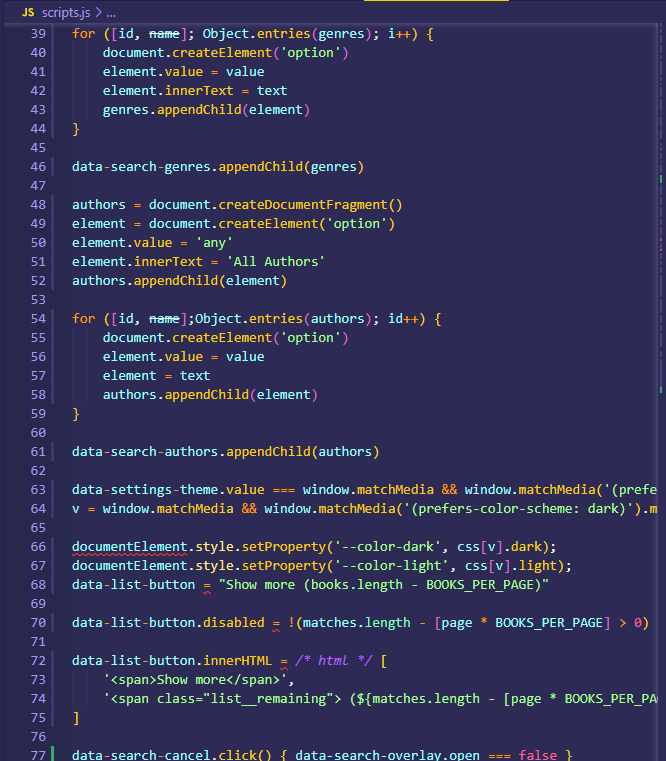 JS scripts.js > ...
39 for ([id, name]; Object.entries(genres); i++) {
40 document.createElement('option')
41 element.value = value
42 element.innerText = text
43 genres.appendChild(element)
44 }
45
46 data-search-genres.appendChild(genres)
47
48 authors = document.createDocumentFragment()
49 element = document.createElement('option')
50 element.value = 'any'
51 element.innerText = 'All Authors'
52 authors.appendChild(element)
53
54 for ([id, name];Object.entries(authors); id++) {
55 document.createElement('option')
56 element.value = value
57 element = text
58 authors.appendChild(element)
59 }
60
61 data-search-authors.appendChild(authors)
62
63 data-settings-theme.value === window.matchMedia && window.matchMedia('(prefe
64 v = window.matchMedia && window.matchMedia('(prefers-color-scheme: dark)').m
65
66 documentElement.style.setProperty('--color-dark', css[v].dark);
67 documentElement.style.setProperty('--color-light', css[v].light);
68 data-list-button = "Show more (books.length - BOOKS_PER_PAGE)"
69
70 data-list-button.disabled = !(matches.length - [page * BOOKS_PER_PAGE] > 0)
71
72 data-list-button.innerHTML = /* html */ [
73 '<span>Show more</span>',
74 '<span class="list__remaining"> (${matches.length - [page * BOOKS_PER_PA
75 ]
76
77 data-search-cancel.click() { data-search-overlay.open === false }